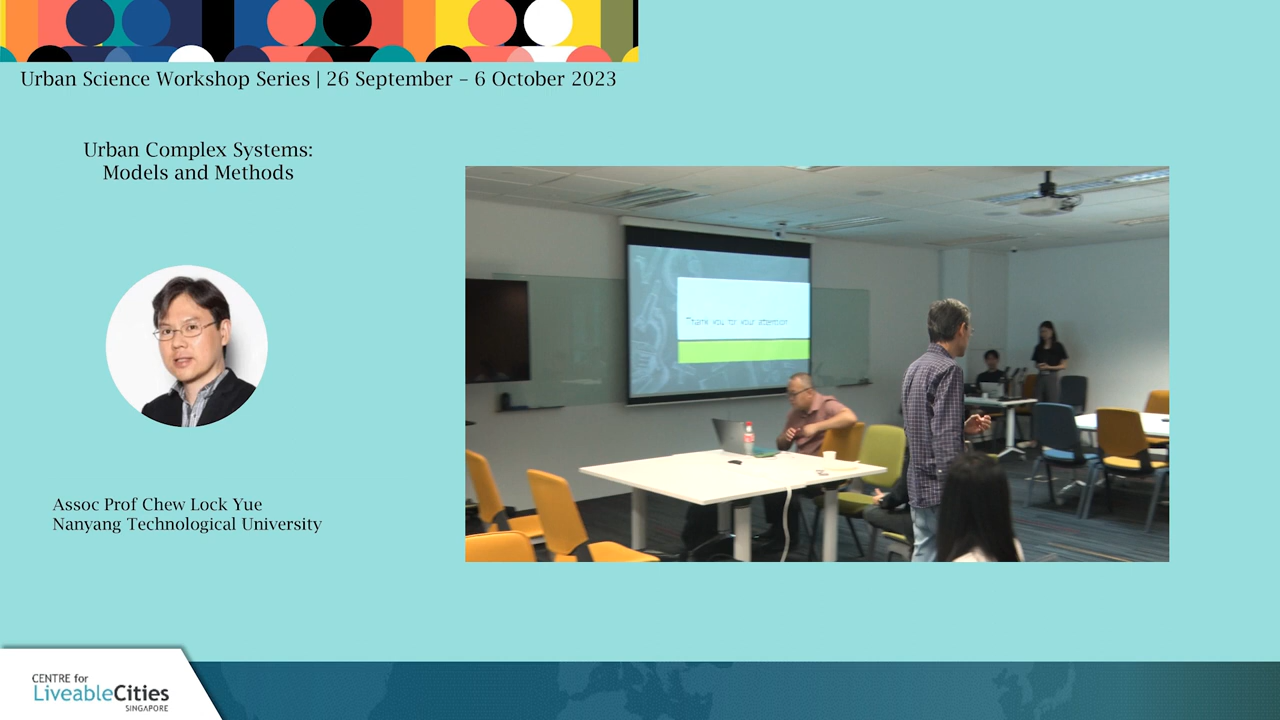 Urban Science Workshop Series | 26 September – 6 October 2023
Urban Complex Systems:
Models and Methods
Thank you for your attention
Assoc Prof Chew Lock Yue
Nanyang Technological University
CENTRE for
LiveableCities
SINGAPORE